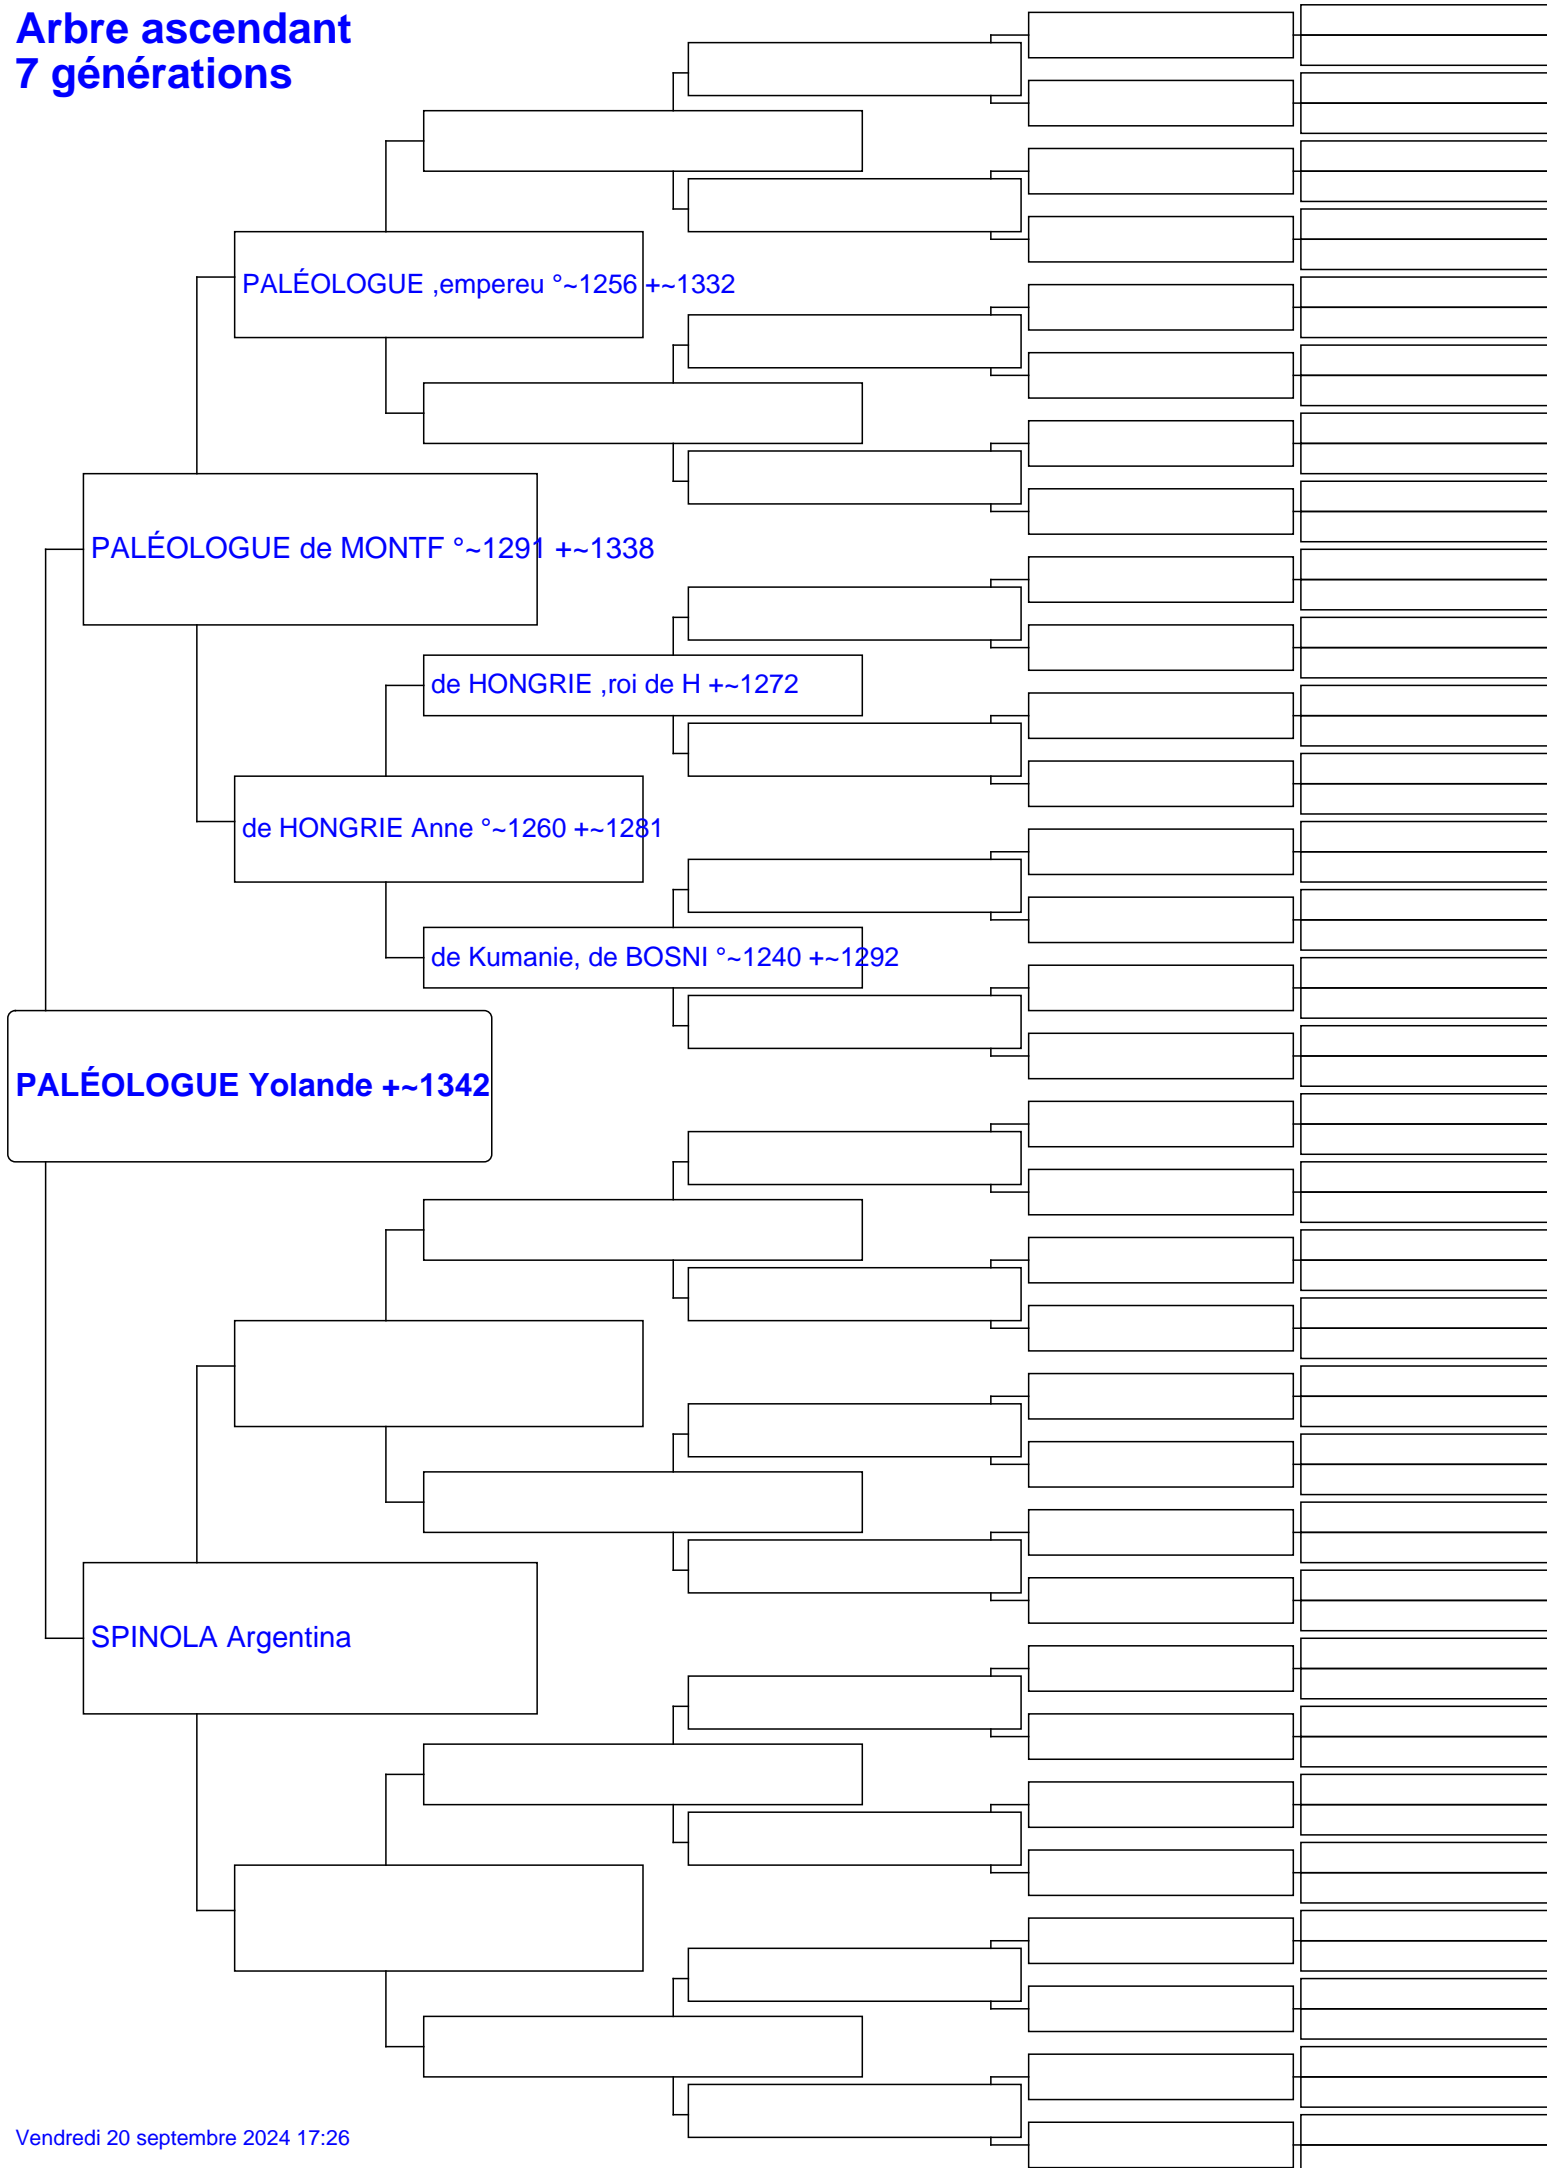 Arbre ascendant
7 générations
PALÉOLOGUE ,empereu °~1256 +~1332
PALÉOLOGUE de MONTF °~1291 +~1338
de HONGRIE ,roi de H +~1272
de HONGRIE Anne °~1260 +~1281
de Kumanie, de BOSNI °~1240 +~1292
PALÉOLOGUE Yolande +~1342
SPINOLA Argentina
Vendredi 20 septembre 2024 17:26